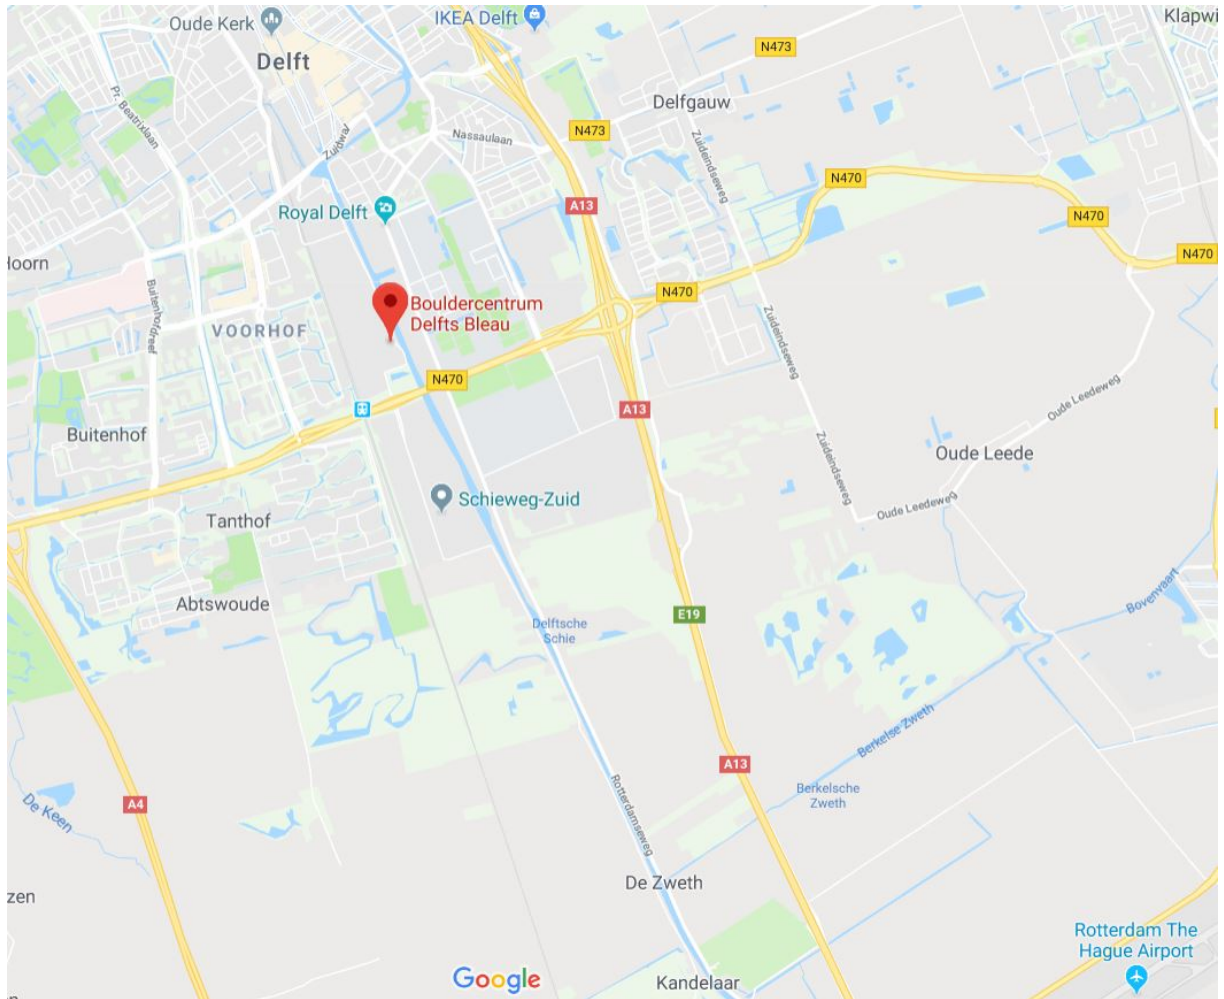 Oude Kerk
IKEA Delft
Klapwi
Delft
N473
Pr. Beatrixlaan
Delfgauw
N473
Nassaulaan
Zuidwal
Zuideindseweg
N470
Royal Delft
A13
N470
Hoorn
N470
Buitenhofdreef
N470
Bouldercentrum
Delfts Bleau
VOORHOF
Zuideindseweg
N470
A13
Oude Leedeweg
Buitenhof
Zuideindseweg
Oude Leede
Schieweg-Zuid
Oude Leedeweg
Tanthof
Abtswoude
Bovenvaart
E19
Delftsche
Schie
Berkelse Zweth
A13
Berkelsche
Zweth
De Keen
A4
Rotterdamseweg
De Zweth
zen
Rotterdam The
Hague Airport
Google
Kandelaar